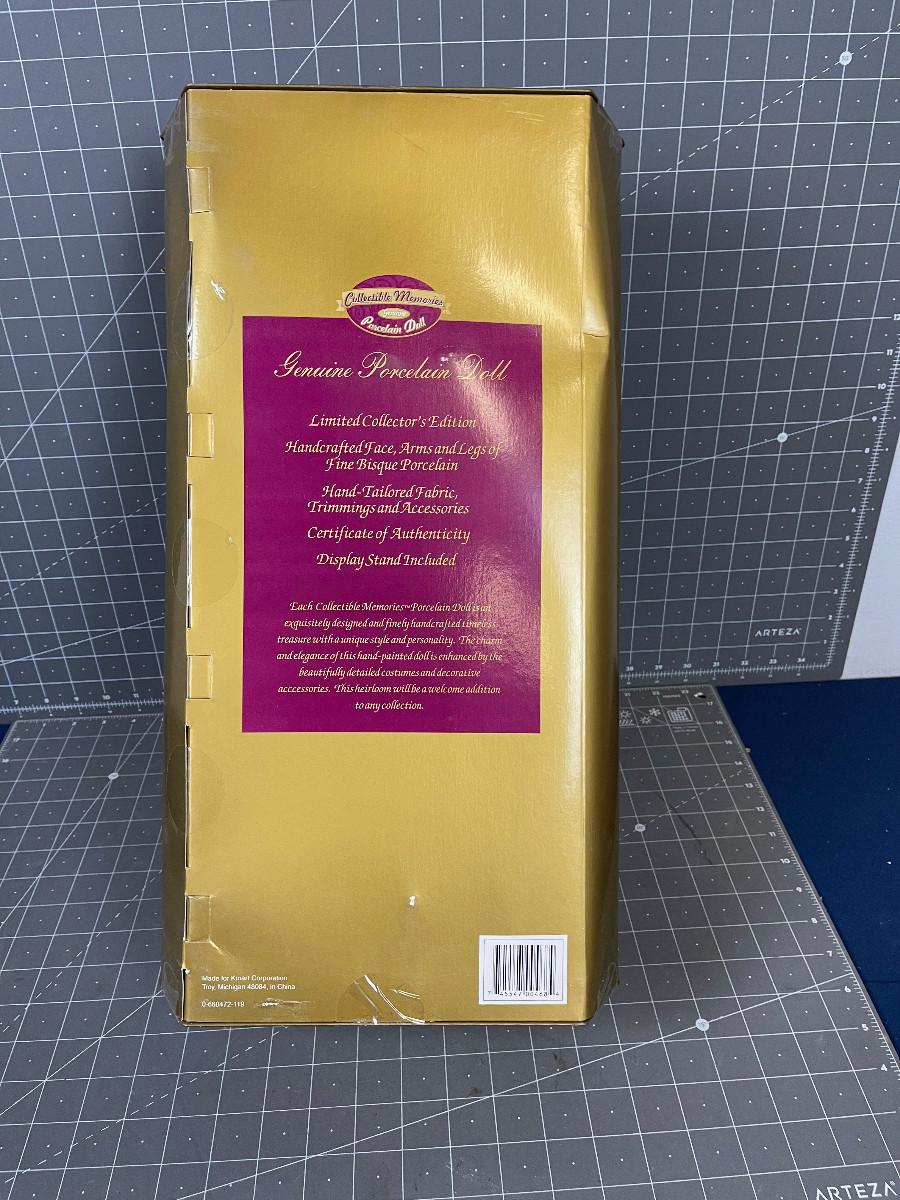 Collectible Memories
Genuine
Porcelain Doll
Genuine Porcelain Doll
Limited Collector's Edition
Handcrafted Face, Arms and Legs of
Fine Bisque Porcelain
Hand-Tailored Fabric,
Trimmings and Accessories
Certificate of Authenticity
Display Stand Included
Each Collectible Memories™ Porcelain Doll is an
exquisitely designed and finely handcrafted timeless
treasure with a unique style and personality. The charm
and elegance of this hand-painted doll is enhanced by the
beautifully detailed costumes and decorative
acccessories. This heirloom will be a welcome addition
to any collection.
Made for Kmart Corporation
Troy, Michigan 48084, in China
0-660472-119
ARTEZA
ARTEZA